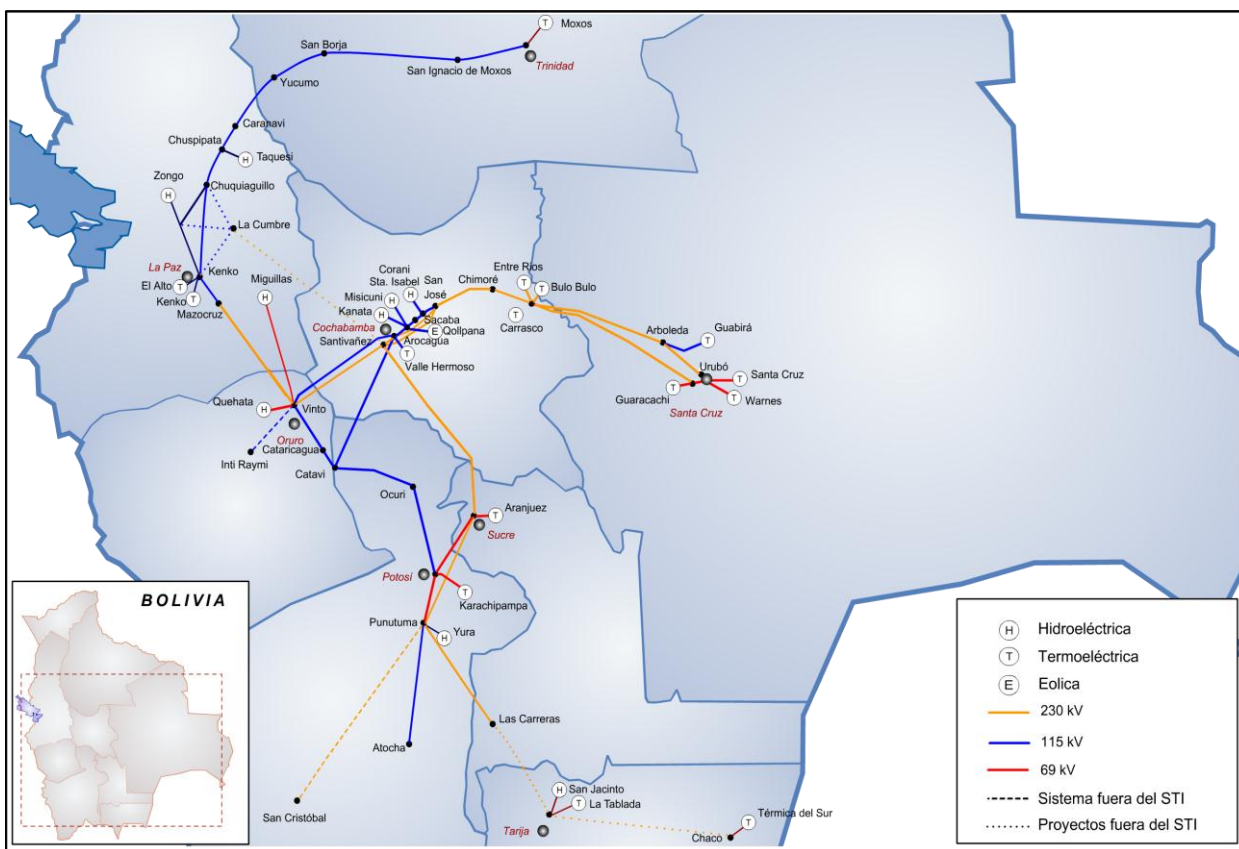 Moxos
San Borja
San Ignacio de Moxos
Trinidad
Yucumo
Caranavi
Chuspipata
Taquesi
Zongo
Chuquiaguillo
La Cumbre
La Paz
Kenko
El Alto
Kenko
Mazocruz
Miguillas
Corani
Sta. Isabel
San
José
Misicuni
Kanata
Sacaba
Qollpana
Cochabamba
Arocagua
Santivañez
Valle Hermoso
Chimoré
Entre Ríos
Bulo Bulo
Carrasco
Arboleda
Guabirá
Urubó
Santa Cruz
Guaracachi
Warnes
Santa Cruz
Quehata
Vinto
Oruro
Cataricagua
Inti Raymi
Catavi
Ocuri
Aranjuez
Sucre
Potosí
Karachipampa
Punutuma
Yura
Las Carreras
Atocha
San Cristóbal
San Jacinto
La Tablada
Tarija
Térmica del Sur
Chaco
BOLIVIA
H Hidroeléctrica
T Termoeléctrica
E Eolica
230 kV
115 kV
69 kV
Sistema fuera del STI
Proyectos fuera del STI